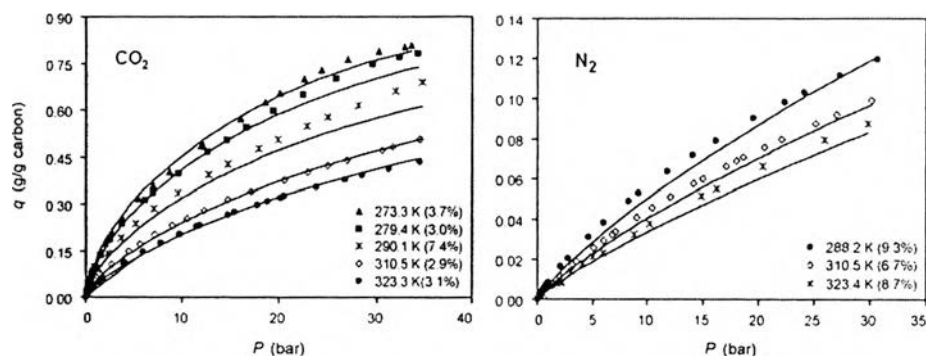 0.90
0.75
0.60
0.45
0.30
0.15
0.00
q (g/g carbon)
CO2
273.3 K (3.7%)
279.4 K (3.0%)
290.1 K (7.4%)
310.5 K (2.9%)
323.3 K (3.1%)
0 10 20 30 40
P (bar)
0.12
0.10
0.08
0.06
0.04
0.02
0.00
N2
288.2 K (9.3%)
310.5 K (6.7%)
323.4 K (8.7%)
0 5 10 15 20 25 30 35
P (bar)